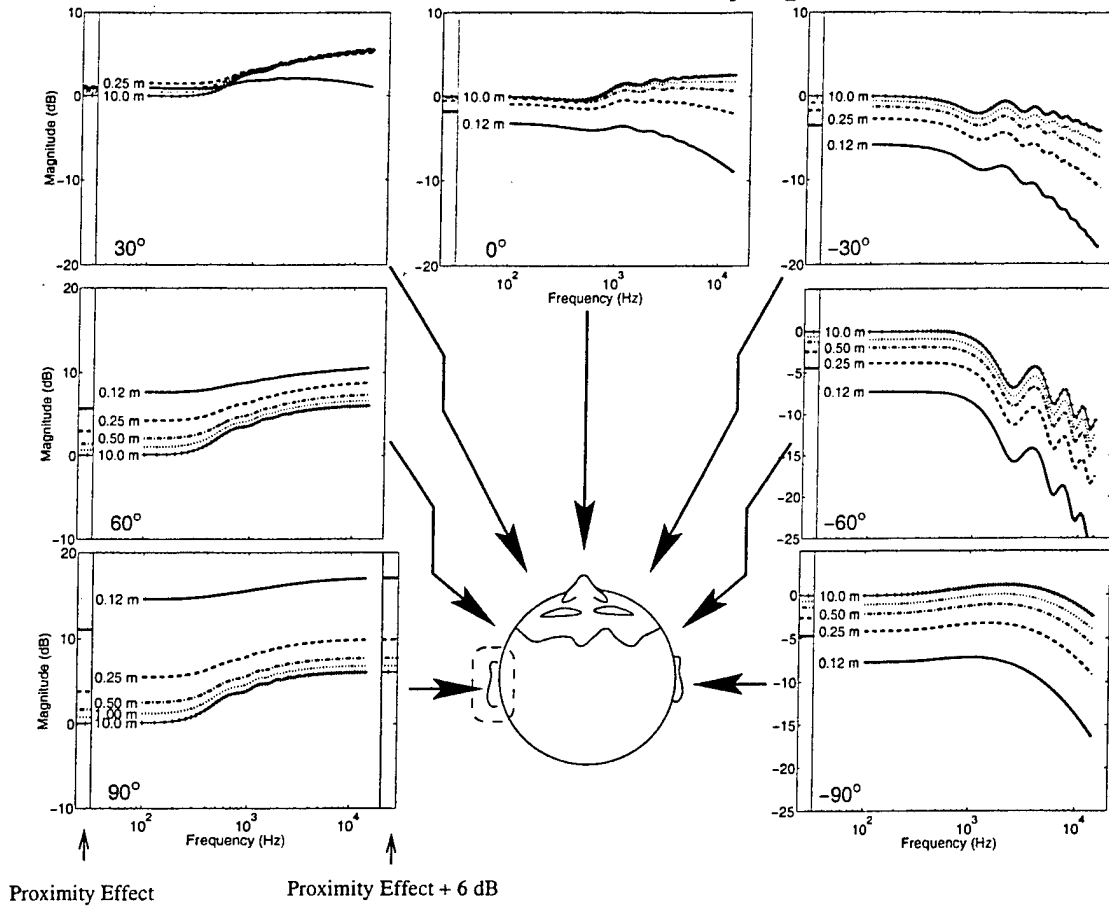 10
5
0
-10
-20
Magnitude (dB)
0.25 m
10.0 m
30°
10
0
-10
-20
10.0 m
0.12 m
0°
10²
10³
10⁴
Frequency (Hz)
10
0
-10
-20
10.0 m
0.25 m
0.12 m
-30°
20
10
0
-10
Magnitude (dB)
0.12 m
0.25 m
0.50 m
10.0 m
60°
0
-5
-10
-15
-20
-25
10.0 m
0.50 m
0.25 m
0.12 m
-60°
20
10
0
-10
Magnitude (dB)
0.12 m
0.25 m
0.50 m
1.00 m
10.0 m
90°
10²
10³
10⁴
Frequency (Hz)
0
-5
-10
-15
-20
-25
10.0 m
0.50 m
0.25 m
0.12 m
-90°
10²
10³
10⁴
Frequency (Hz)
Proximity Effect
Proximity Effect + 6 dB